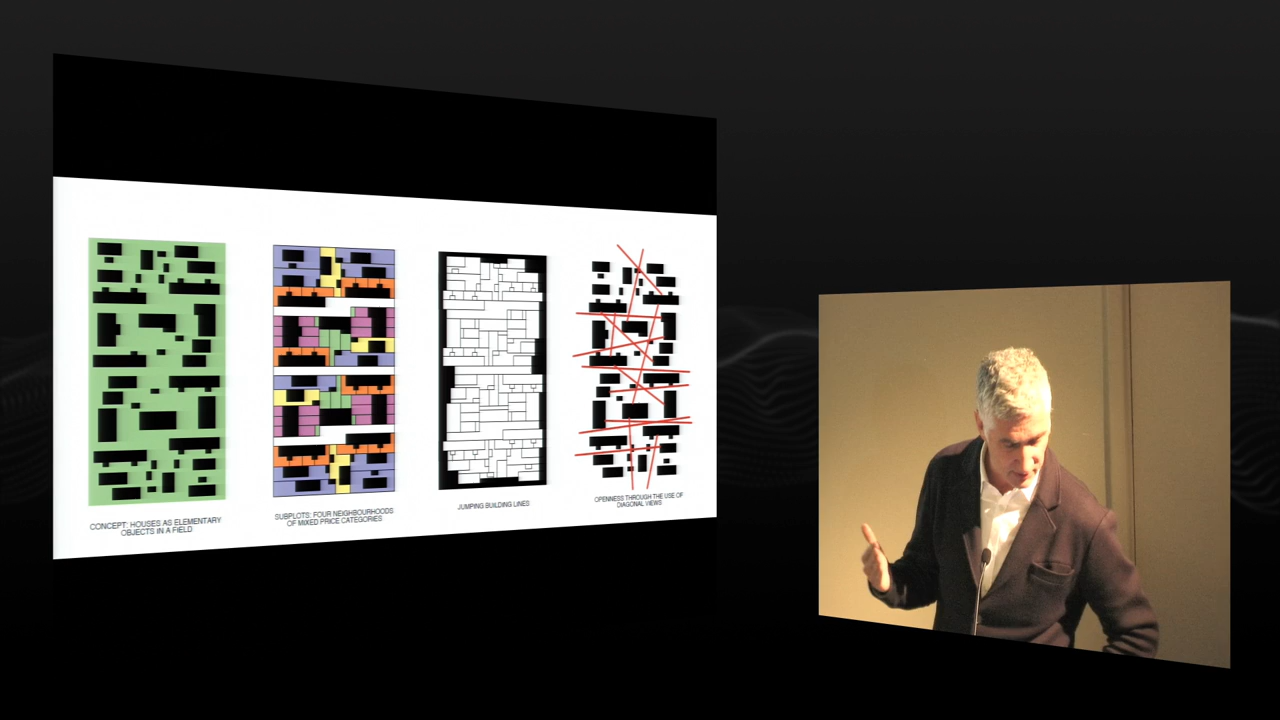 CONCEPT: HOUSES AS ELEMENTARY
OBJECTS IN A FIELD
SUBPLOTS: FOUR NEIGHBOURHOODS
OF MIXED PRICE CATEGORIES
JUMPING BUILDING LINES
OPENNESS THROUGH THE USE OF
DIAGONAL VIEWS